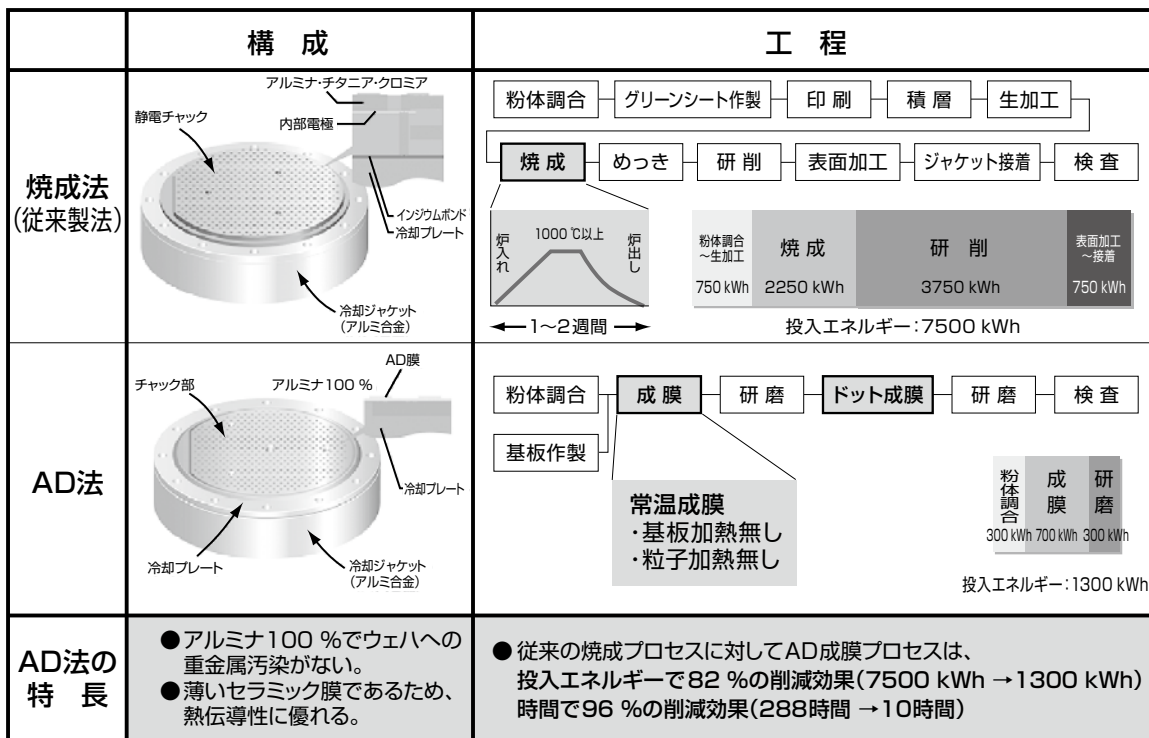 構 成
工 程
焼成法
(従来製法)
アルミナ・チタニア・クロミア
内部電極
静電チャック
インジウムボンド
冷却プレート
冷却ジャケット
(アルミ合金)
粉体調合
グリーンシート作製
印 刷
積 層
生加工
焼 成
めっき
研 削
表面加工
ジャケット接着
検 査
炉入れ
1000 ℃以上
炉出し
1〜2週間
粉体調合
〜生加工
750 kWh
焼 成
2250 kWh
研 削
3750 kWh
表面加工
〜接着
750 kWh
投入エネルギー:7500 kWh
AD法
AD膜
チャック部
アルミナ100 %
冷却プレート
冷却プレート
冷却ジャケット
(アルミ合金)
粉体調合
基板作製
成 膜
研 磨
ドット成膜
研 磨
検 査
常温成膜
・基板加熱無し
・粒子加熱無し
粉体調合
300 kWh
成膜
700 kWh
研磨
300 kWh
投入エネルギー:1300 kWh
AD法の
特 長
●アルミナ100 %でウェハへの
重金属汚染がない。
●薄いセラミック膜であるため、
熱伝導性に優れる。
●従来の焼成プロセスに対してAD成膜プロセスは、
投入エネルギーで82 %の削減効果(7500 kWh →1300 kWh)
時間で96 %の削減効果(288時間 →10時間)